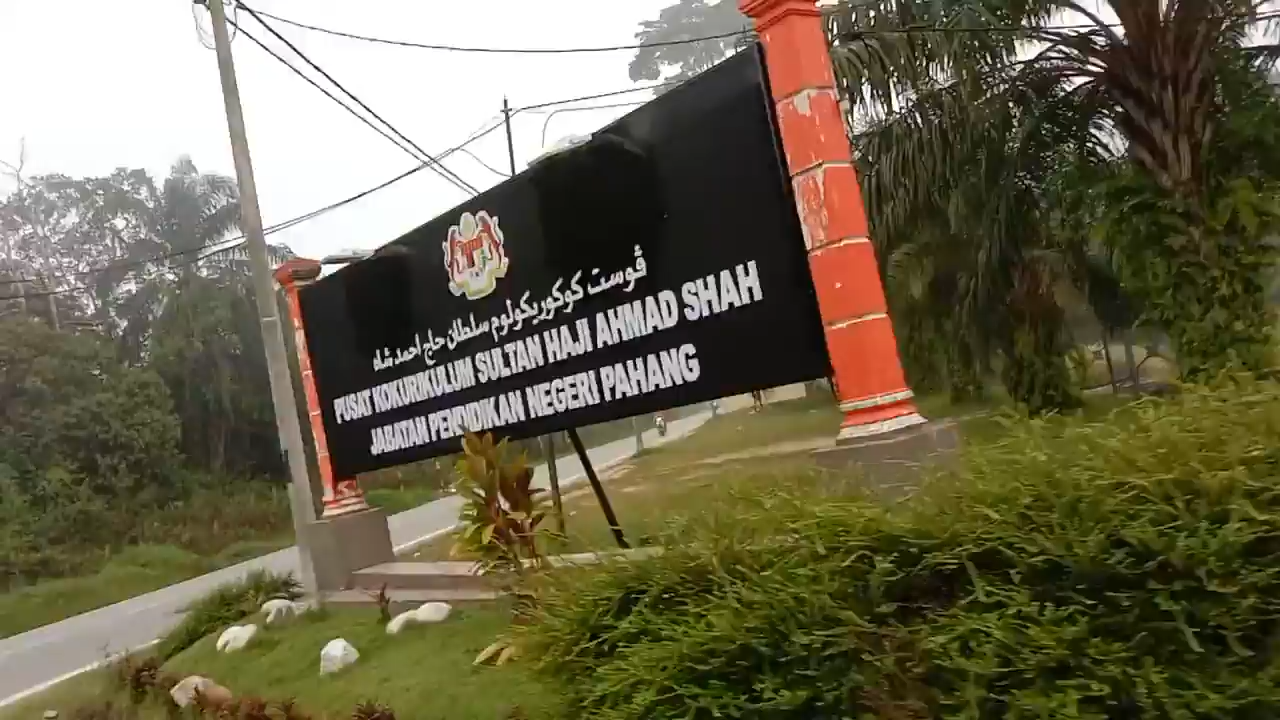 ڤوست كوكوريكولوم سلطان حاج احمد شاه
PUSAT KOKURIKULUM SULTAN HAJI AHMAD SHAH
JABATAN PENDIDIKAN NEGERI PAHANG